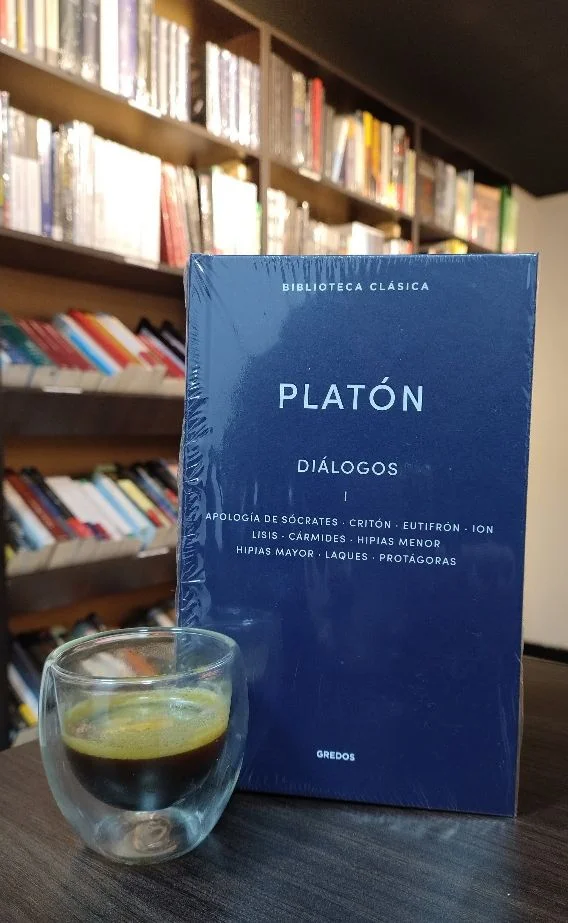 BIBLIOTECA CLÁSICA
PLATÓN
DIÁLOGOS
I
APOLOGÍA DE SÓCRATES · CRITÓN · EUTIFRÓN · ION
LISIS · CÁRMIDES · HIPIAS MENOR
HIPIAS MAYOR · LAQUES · PROTÁGORAS
GREDOS